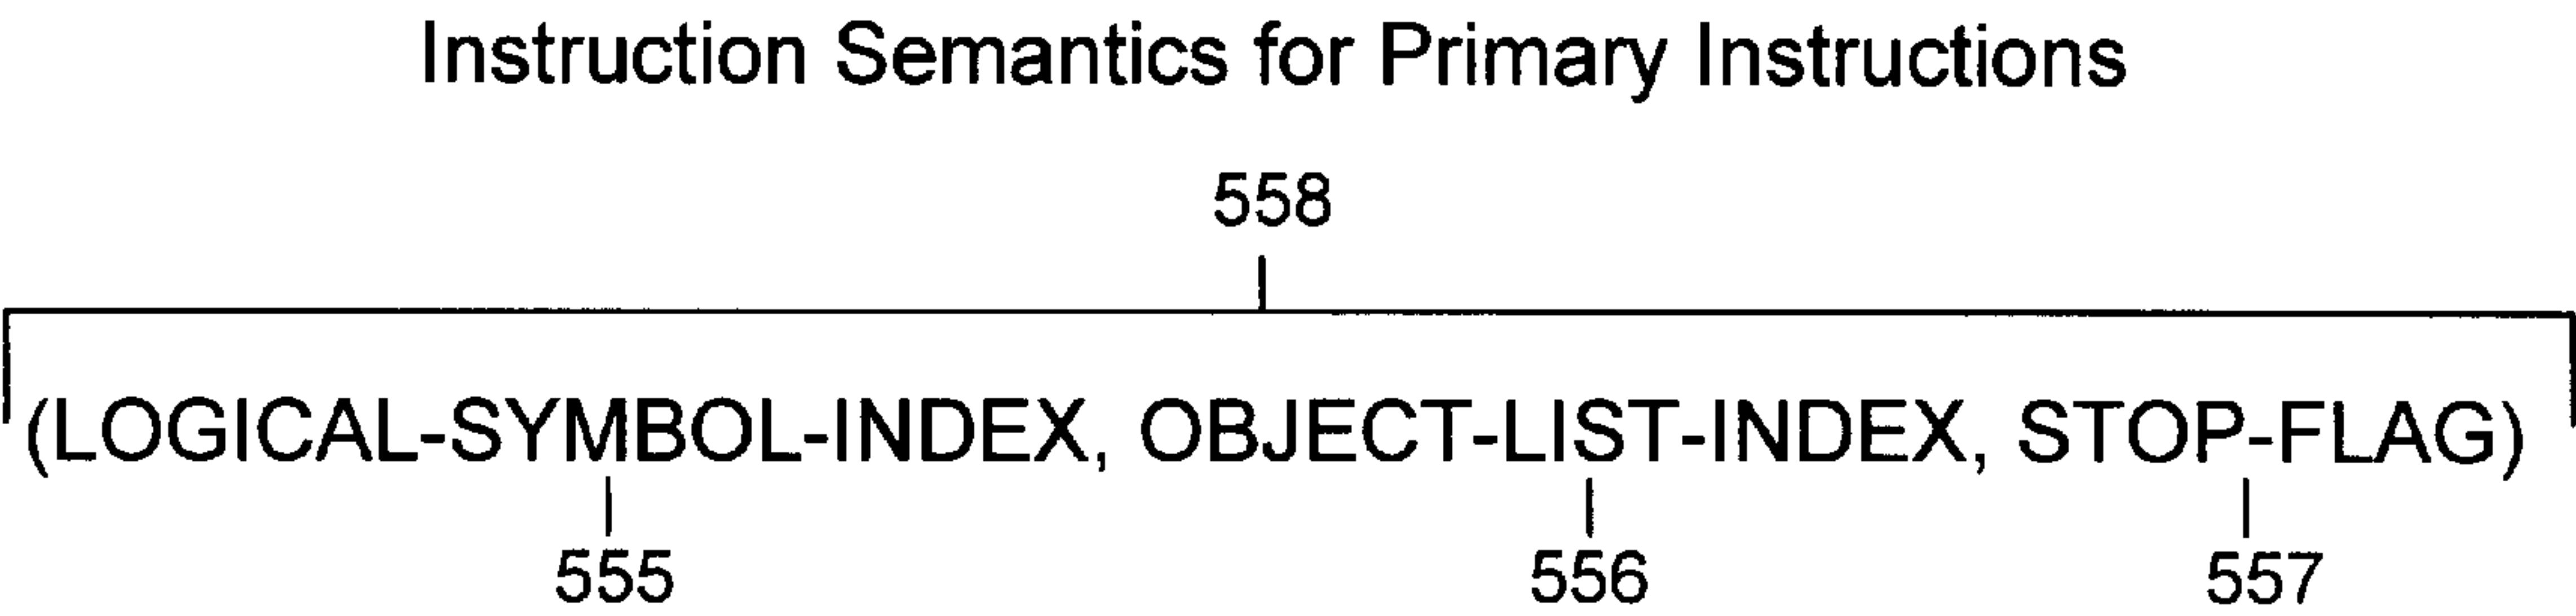 Instruction Semantics for Primary Instructions
558
(LOGICAL-SYMBOL-INDEX, OBJECT-LIST-INDEX, STOP-FLAG)
555 556 557